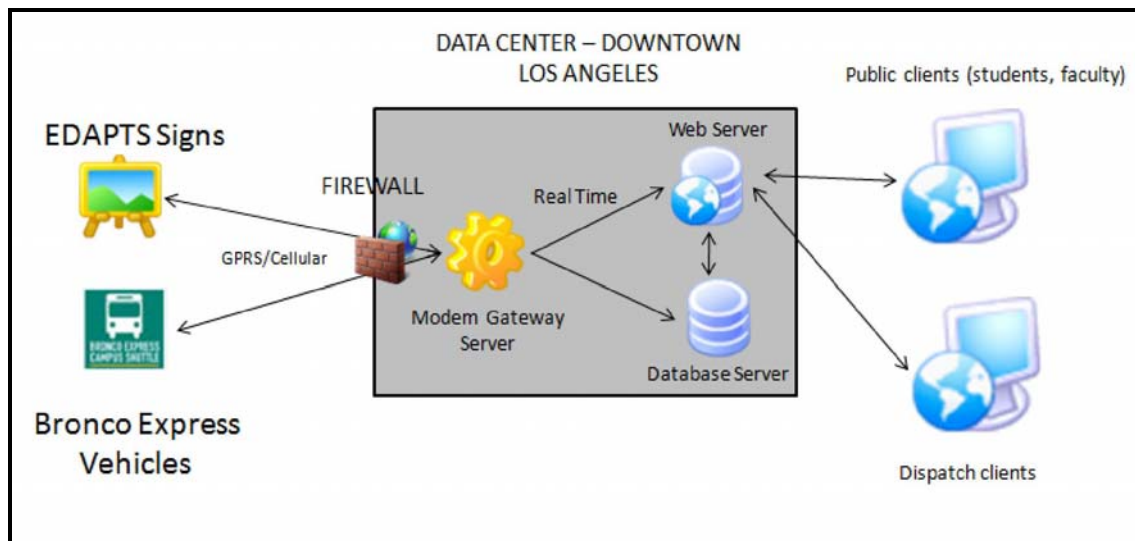 DATA CENTER – DOWNTOWN
LOS ANGELES
Public clients (students, faculty)
EDAPTS Signs
Web Server
FIREWALL
Real Time
GPRS/Cellular
Modem Gateway
Server
BRONCO EXPRESS
CAMPUS SHUTTLE
Database Server
Bronco Express
Vehicles
Dispatch clients